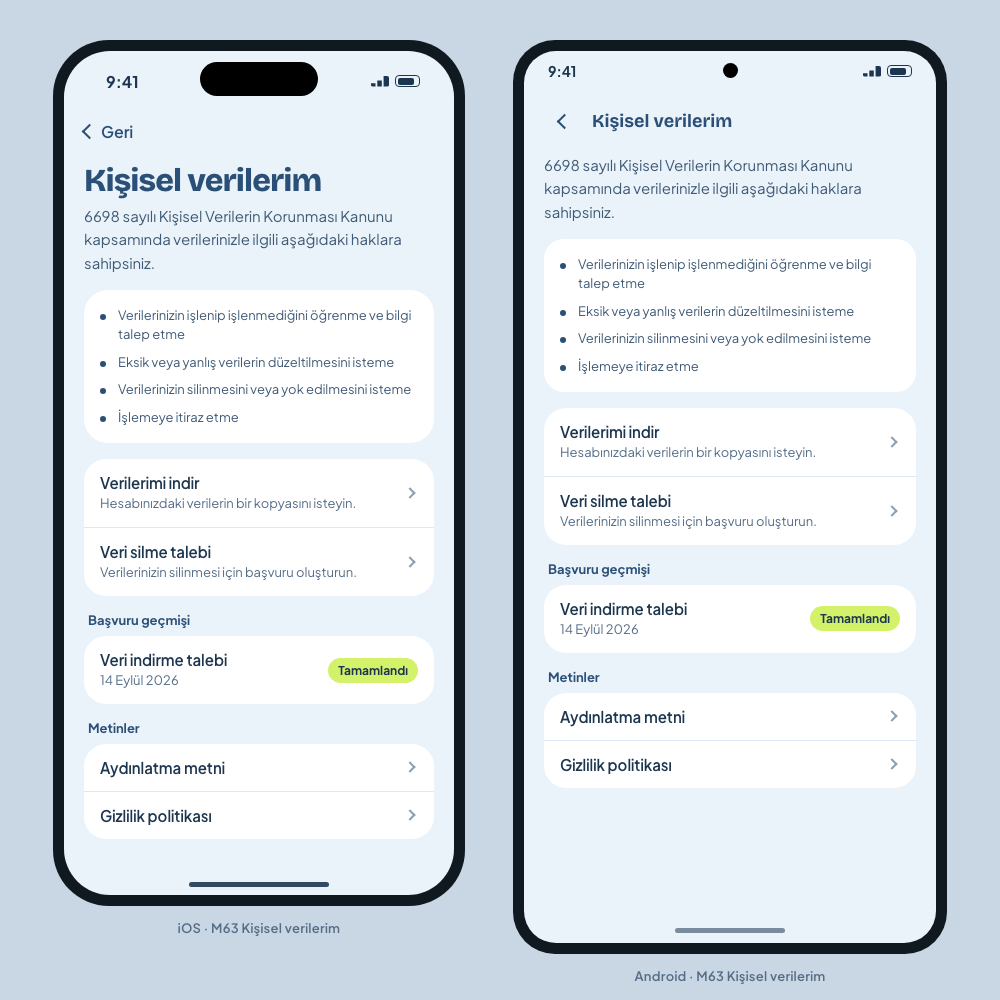 9:41
Geri
Kişisel verilerim
6698 sayılı Kişisel Verilerin Korunması Kanunu
kapsamında verilerinizle ilgili aşağıdaki haklara
sahipsiniz.
Verilerinizin işlenip işlenmediğini öğrenme ve bilgi
talep etme
Eksik veya yanlış verilerin düzeltilmesini isteme
Verilerinizin silinmesini veya yok edilmesini isteme
İşlemeye itiraz etme
Verilerimi indir
Hesabınızdaki verilerin bir kopyasını isteyin.
Veri silme talebi
Verilerinizin silinmesi için başvuru oluşturun.
Başvuru geçmişi
Veri indirme talebi
14 Eylül 2026
Tamamlandı
Metinler
Aydınlatma metni
Gizlilik politikası
iOS · M63 Kişisel verilerim
9:41
Kişisel verilerim
6698 sayılı Kişisel Verilerin Korunması Kanunu
kapsamında verilerinizle ilgili aşağıdaki haklara
sahipsiniz.
Verilerinizin işlenip işlenmediğini öğrenme ve bilgi
talep etme
Eksik veya yanlış verilerin düzeltilmesini isteme
Verilerinizin silinmesini veya yok edilmesini isteme
İşlemeye itiraz etme
Verilerimi indir
Hesabınızdaki verilerin bir kopyasını isteyin.
Veri silme talebi
Verilerinizin silinmesi için başvuru oluşturun.
Başvuru geçmişi
Veri indirme talebi
14 Eylül 2026
Tamamlandı
Metinler
Aydınlatma metni
Gizlilik politikası
Android · M63 Kişisel verilerim